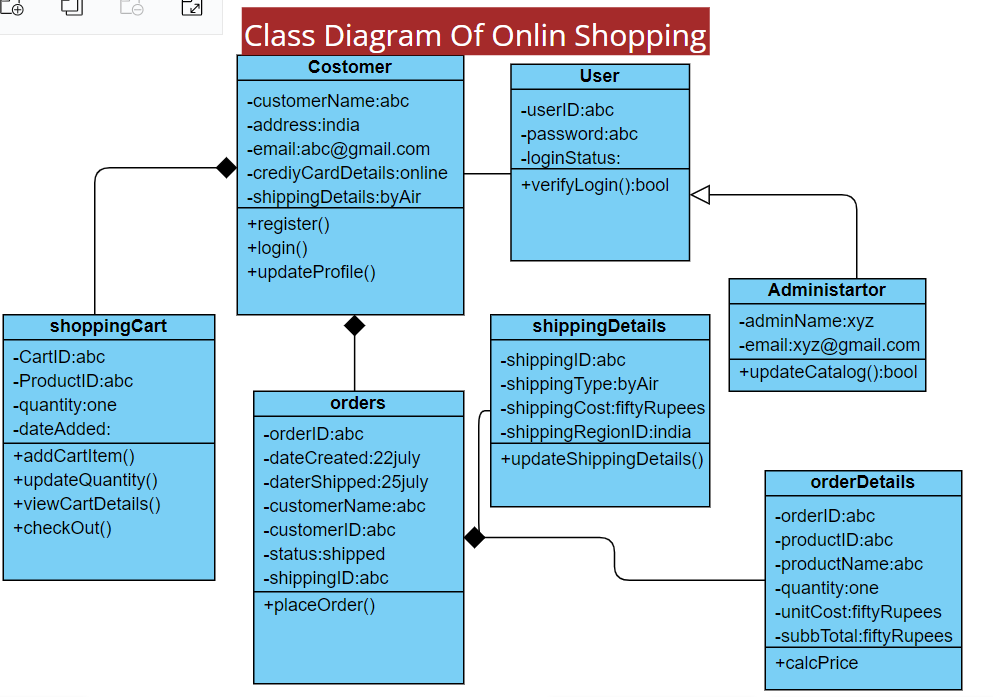 Class Diagram Of Onlin Shopping
Costomer
-customerName:abc
-address:india
-email:abc@gmail.com
-crediyCardDetails:online
-shippingDetails:byAir
+register()
+login()
+updateProfile()
User
-userID:abc
-password:abc
-loginStatus:
+verifyLogin():bool
Administartor
-adminName:xyz
-email:xyz@gmail.com
+updateCatalog():bool
shoppingCart
-CartID:abc
-ProductID:abc
-quantity:one
-dateAdded:
+addCartItem()
+updateQuantity()
+viewCartDetails()
+checkOut()
orders
-orderID:abc
-dateCreated:22july
-daterShipped:25july
-customerName:abc
-customerID:abc
-status:shipped
-shippingID:abc
+placeOrder()
shippingDetails
-shippingID:abc
-shippingType:byAir
-shippingCost:fiftyRupees
-shippingRegionID:india
+updateShippingDetails()
orderDetails
-orderID:abc
-productID:abc
-productName:abc
-quantity:one
-unitCost:fiftyRupees
-subbTotal:fiftyRupees
+calcPrice